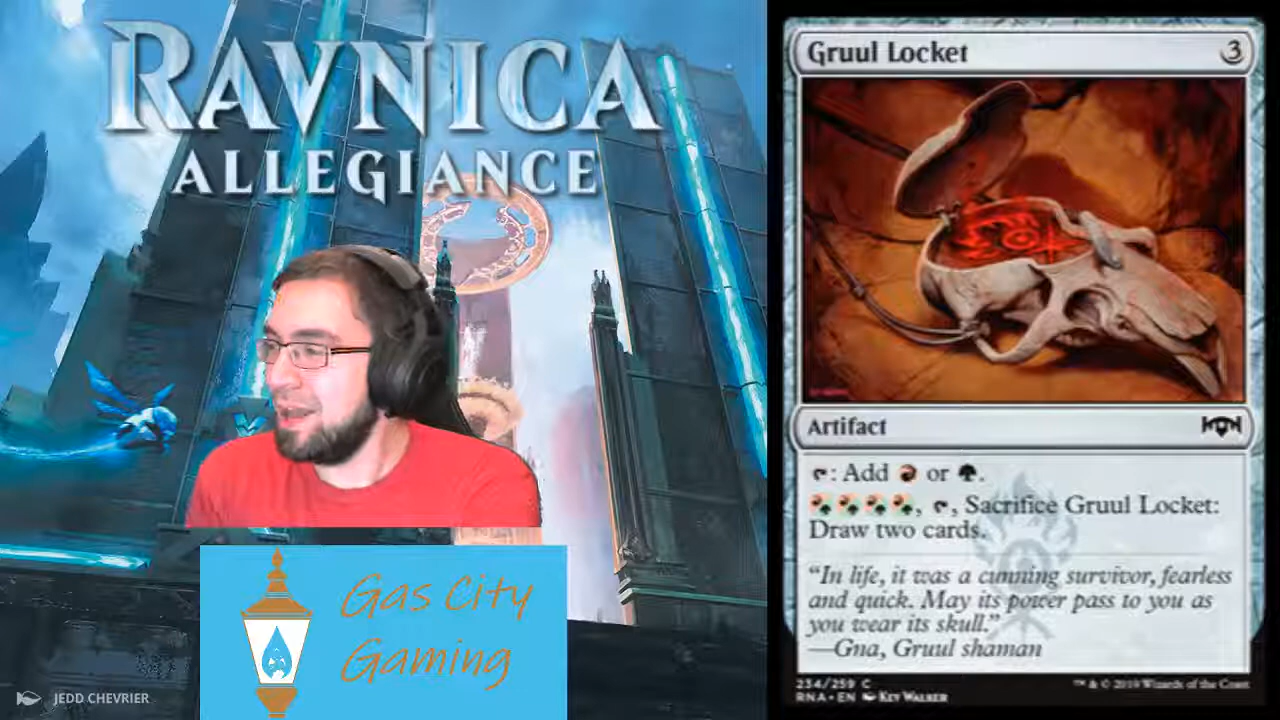 RAVNICA
ALLEGIANCE
Gas City
Gaming
JEDD CHEVRIER
Gruul Locket 3
Artifact
: Add or .
, , Sacrifice Gruul Locket:
Draw two cards.
“In life, it was a cunning survivor, fearless
and quick. May its power pass to you as
you wear its skull.”
—Gna, Gruul shaman
234/259 C
RNA • EN Kev Walker
™ & © 2019 Wizards of the Coast